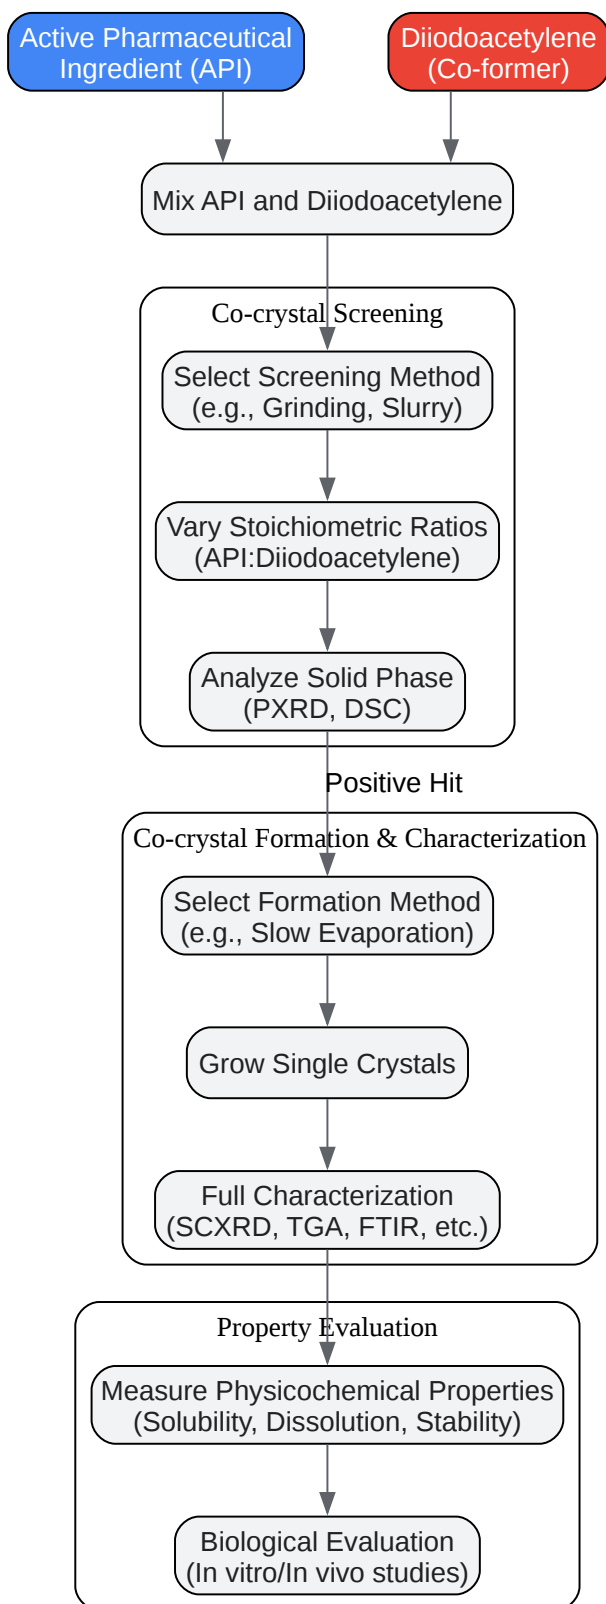 Active Pharmaceutical
Ingredient (API)
Diiodoacetylene
(Co-former)
Mix API and Diiodoacetylene
Co-crystal Screening
Select Screening Method
(e.g., Grinding, Slurry)
Vary Stoichiometric Ratios
(API:Diiodoacetylene)
Analyze Solid Phase
(PXRD, DSC)
Positive Hit
Co-crystal Formation & Characterization
Select Formation Method
(e.g., Slow Evaporation)
Grow Single Crystals
Full Characterization
(SCXRD, TGA, FTIR, etc.)
Property Evaluation
Measure Physicochemical Properties
(Solubility, Dissolution, Stability)
Biological Evaluation
(In vitro/In vivo studies)